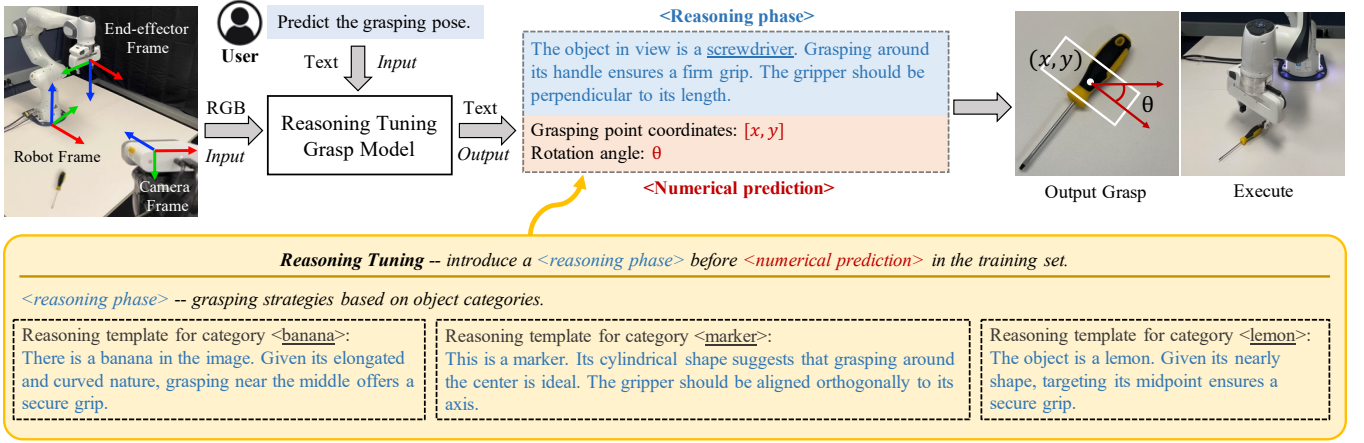 End-effector
Frame
Robot Frame
Camera
Frame
User
Predict the grasping pose.
Text
Input
RGB
Input
Reasoning Tuning
Grasp Model
Text
Output
<Reasoning phase>
The object in view is a screwdriver. Grasping around
its handle ensures a firm grip. The gripper should be
perpendicular to its length.
Grasping point coordinates: [x, y]
Rotation angle: θ
<Numerical prediction>
(x, y)
θ
Output Grasp
Execute
Reasoning Tuning -- introduce a <reasoning phase> before <numerical prediction> in the training set.
<reasoning phase> -- grasping strategies based on object categories.
Reasoning template for category <banana>:
There is a banana in the image. Given its elongated
and curved nature, grasping near the middle offers a
secure grip.
Reasoning template for category <marker>:
This is a marker. Its cylindrical shape suggests that grasping around
the center is ideal. The gripper should be aligned orthogonally to its
axis.
Reasoning template for category <lemon>:
The object is a lemon. Given its nearly
shape, targeting its midpoint ensures a
secure grip.